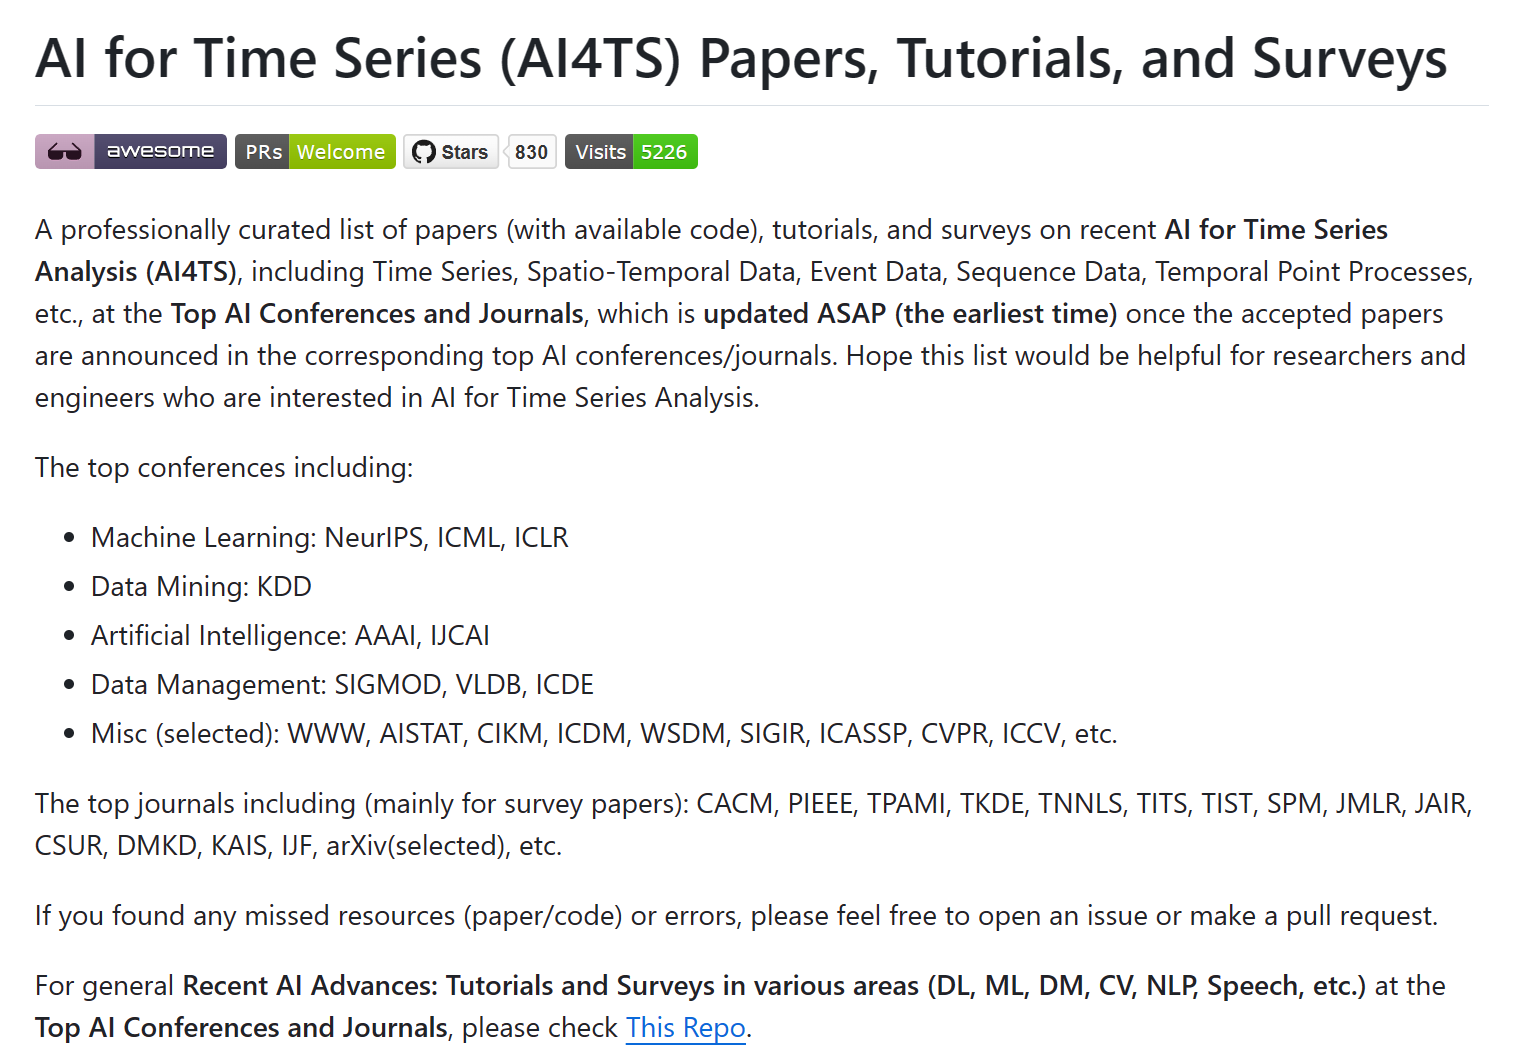 AI for Time Series (AI4TS) Papers, Tutorials, and Surveys
awesome PRs Welcome Stars 830 Visits 5226
A professionally curated list of papers (with available code), tutorials, and surveys on recent AI for Time Series
Analysis (AI4TS), including Time Series, Spatio-Temporal Data, Event Data, Sequence Data, Temporal Point Processes,
etc., at the Top AI Conferences and Journals, which is updated ASAP (the earliest time) once the accepted papers
are announced in the corresponding top AI conferences/journals. Hope this list would be helpful for researchers and
engineers who are interested in AI for Time Series Analysis.
The top conferences including:
• Machine Learning: NeurIPS, ICML, ICLR
• Data Mining: KDD
• Artificial Intelligence: AAAI, IJCAI
• Data Management: SIGMOD, VLDB, ICDE
• Misc (selected): WWW, AISTAT, CIKM, ICDM, WSDM, SIGIR, ICASSP, CVPR, ICCV, etc.
The top journals including (mainly for survey papers): CACM, PIEEE, TPAMI, TKDE, TNNLS, TITS, TIST, SPM, JMLR, JAIR,
CSUR, DMKD, KAIS, IJF, arXiv(selected), etc.
If you found any missed resources (paper/code) or errors, please feel free to open an issue or make a pull request.
For general Recent AI Advances: Tutorials and Surveys in various areas (DL, ML, DM, CV, NLP, Speech, etc.) at the
Top AI Conferences and Journals, please check This Repo.